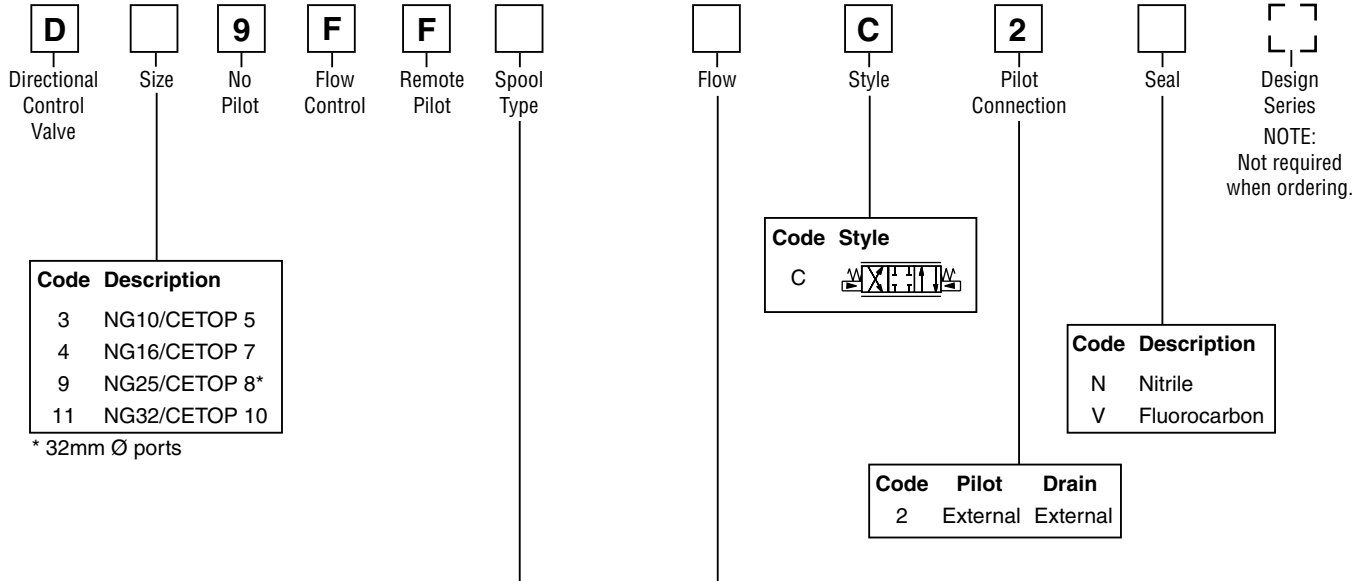 D 9 F F C 2
Directional Control Valve
Size
No Pilot
Flow Control
Remote Pilot
Spool Type
Flow
Style
Pilot Connection
Seal
Design Series
NOTE:
Not required
when ordering.
Code Style
C
Code Description
3 NG10/CETOP 5
4 NG16/CETOP 7
9 NG25/CETOP 8*
11 NG32/CETOP 10
* 32mm Ø ports
Code Description
N Nitrile
V Fluorocarbon
Code Pilot Drain
2 External External